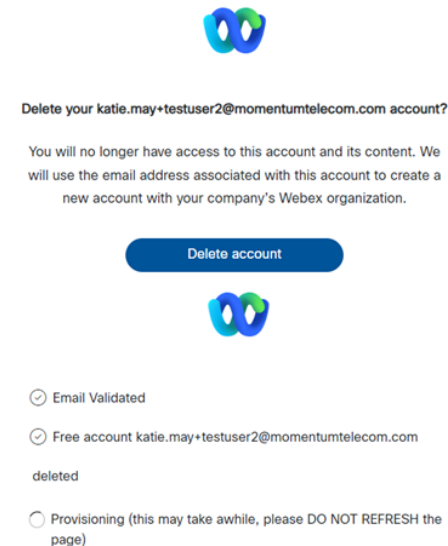 Delete your katie.may+testuser2@momentumtelecom.com account?
You will no longer have access to this account and its content. We
will use the email address associated with this account to create a
new account with your company's Webex organization.
Delete account
Email Validated
Free account katie.may+testuser2@momentumtelecom.com
deleted
Provisioning (this may take awhile, please DO NOT REFRESH the
page)